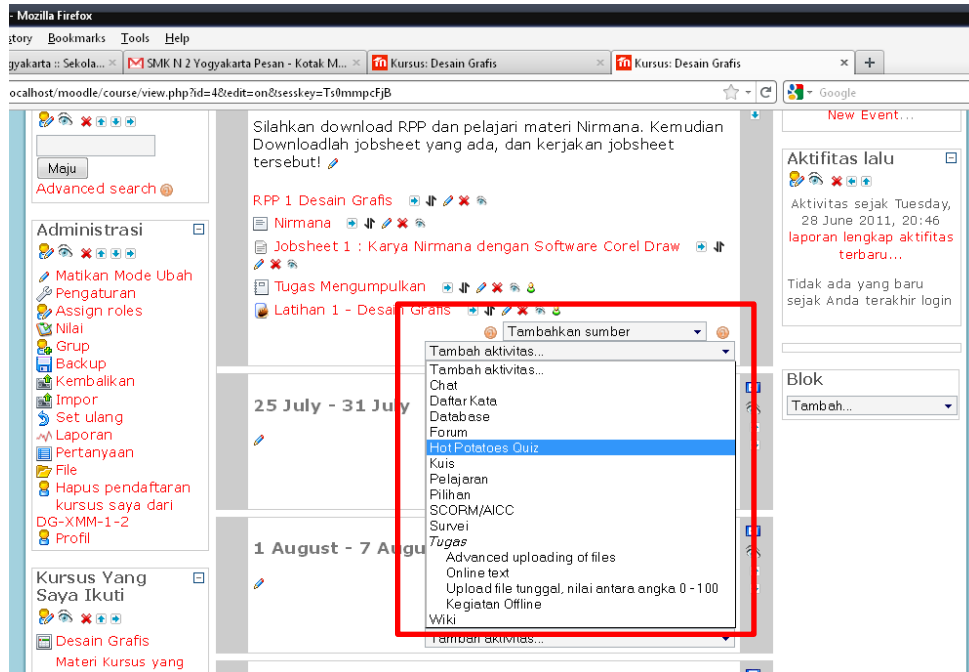 - Mozilla Firefox
story Bookmarks Tools Help
gyakarta :: Sekola... × SMK N 2 Yogyakarta Pesan - Kotak M... × Kursus: Desain Grafis × Kursus: Desain Grafis × +
ocalhost/moodle/course/view.php?id=4&edit=on&sesskey=Ts0mmpcFjB
Google
Maju
Advanced search
Administrasi
Matikan Mode Ubah
Pengaturan
Assign roles
Nilai
Grup
Backup
Kembalikan
Impor
Set ulang
Laporan
Pertanyaan
File
Hapus pendaftaran
kursus saya dari
DG-XMM-1-2
Profil
Kursus Yang
Saya Ikuti
Desain Grafis
Materi Kursus yang
Silahkan download RPP dan pelajari materi Nirmana. Kemudian
Downloadlah jobsheet yang ada, dan kerjakan jobsheet
tersebut!
RPP 1 Desain Grafis
Nirmana
Jobsheet 1 : Karya Nirmana dengan Software Corel Draw
Tugas Mengumpulkan
Latihan 1 - Desain Grafis
Tambahkan sumber
Tambah aktivitas...
Tambah aktivitas...
Chat
Daftar Kata
Database
Forum
Hot Potatoes Quiz
Kuis
Pelajaran
Pilihan
SCORM/AICC
Survei
Tugas
Advanced uploading of files
Online text
Upload file tunggal, nilai antara angka 0 - 100
Kegiatan Offline
Wiki
Tambah aktivitas...
25 July - 31 July
1 August - 7 Augu
New Event...
Aktifitas lalu
Aktivitas sejak Tuesday,
28 June 2011, 20:46
laporan lengkap aktifitas
terbaru...
Tidak ada yang baru
sejak Anda terakhir login
Blok
Tambah...